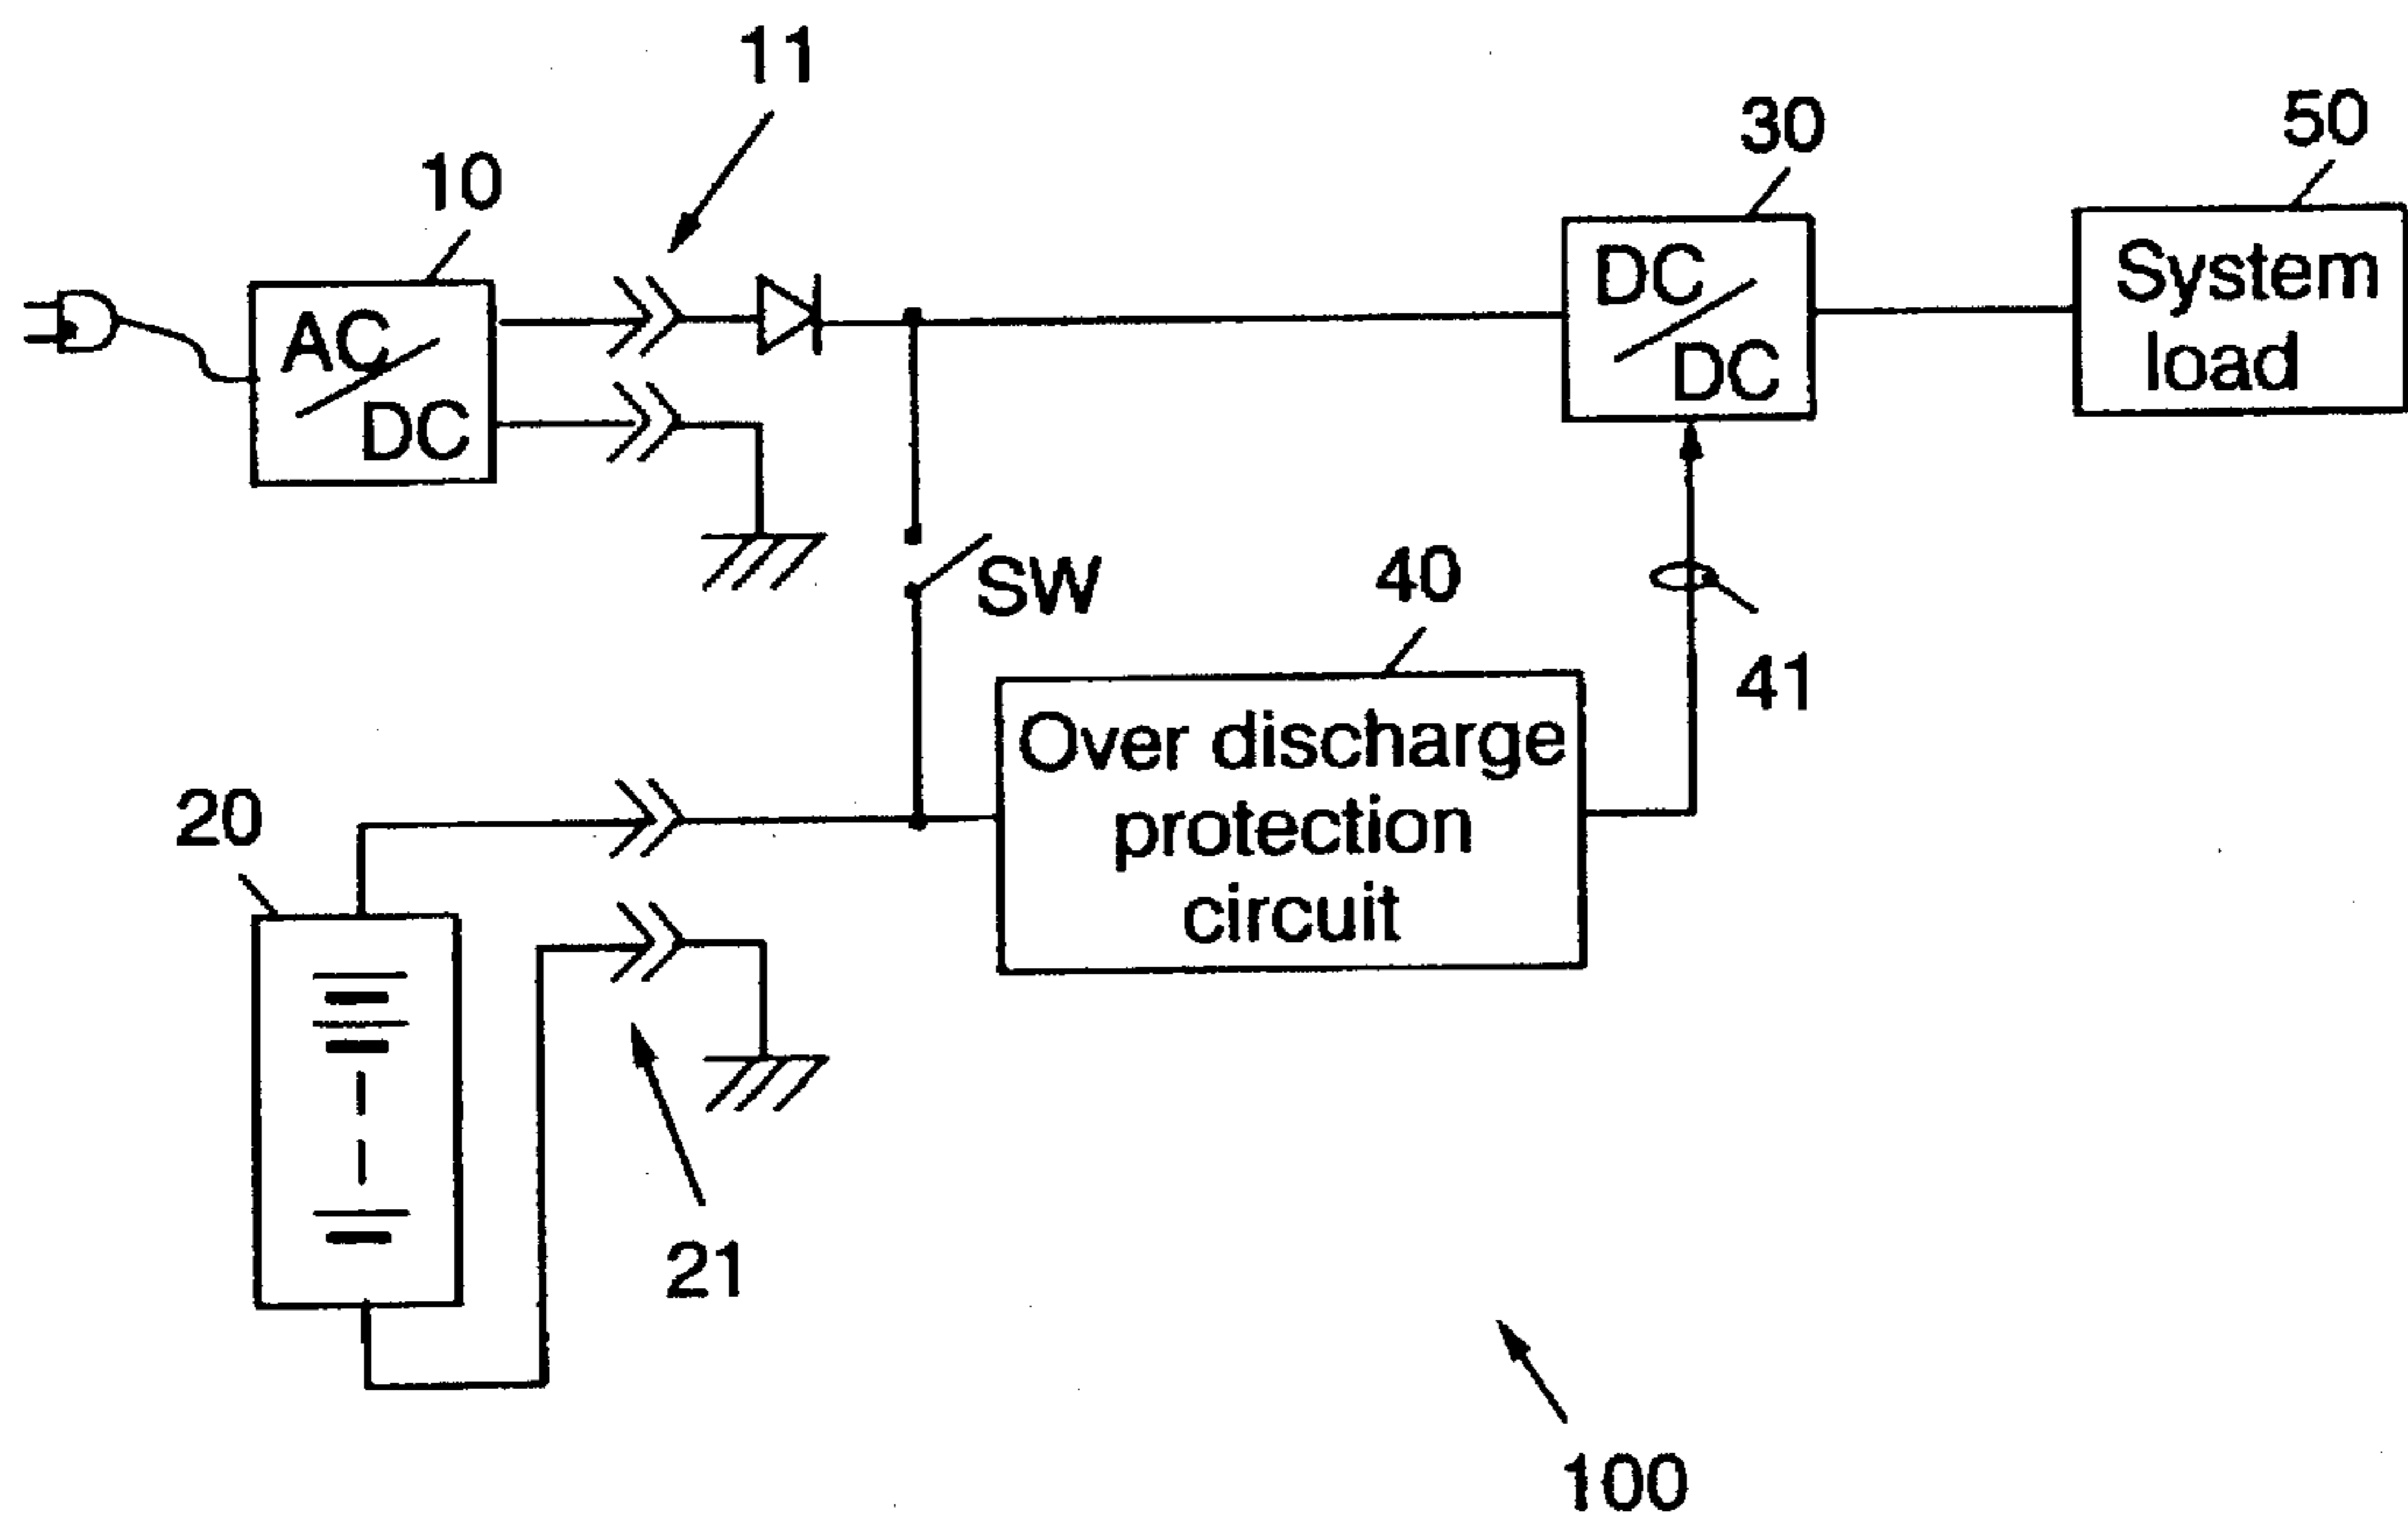 11
10
30
50
AC
DC
DC
DC
System
load
SW
40
41
Over discharge
protection
circuit
20
21
100